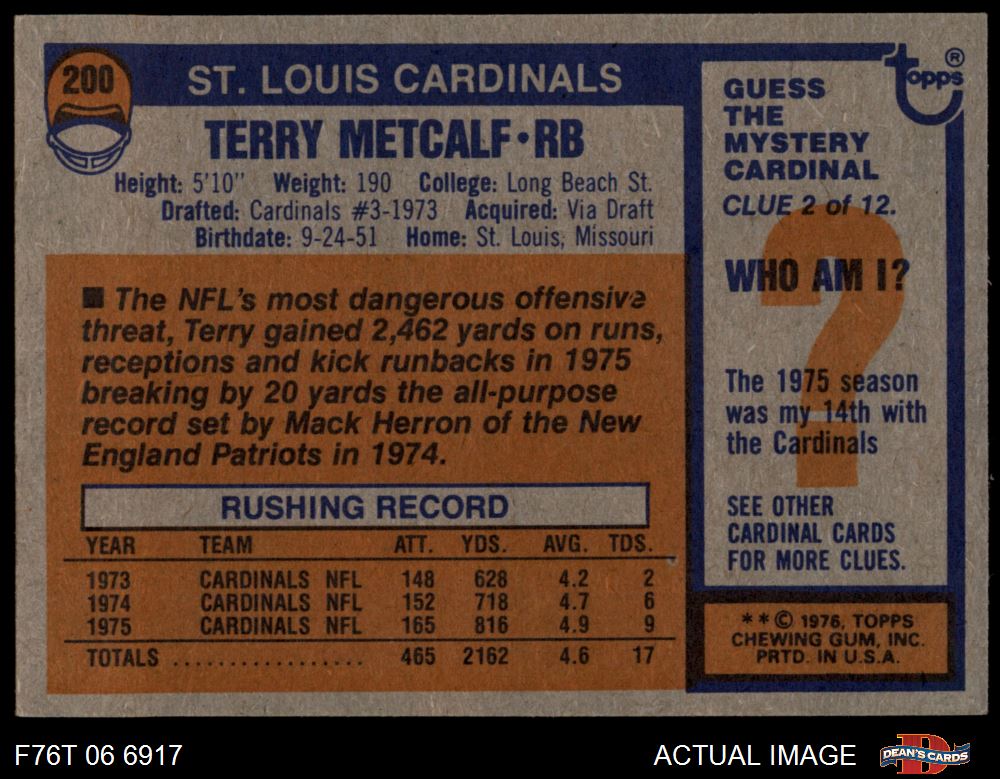 200
ST. LOUIS CARDINALS
TERRY METCALF•RB
Height: 5'10" Weight: 190 College: Long Beach St.
Drafted: Cardinals #3-1973 Acquired: Via Draft
Birthdate: 9-24-51 Home: St. Louis, Missouri
■ The NFL's most dangerous offensive
threat, Terry gained 2,462 yards on runs,
receptions and kick runbacks in 1975
breaking by 20 yards the all-purpose
record set by Mack Herron of the New
England Patriots in 1974.
RUSHING RECORD
YEAR TEAM ATT. YDS. AVG. TDS.
1973 CARDINALS NFL 148 628 4.2 2
1974 CARDINALS NFL 152 718 4.7 6
1975 CARDINALS NFL 165 816 4.9 9
TOTALS .................. 465 2162 4.6 17
topps ®
GUESS
THE
MYSTERY
CARDINAL
CLUE 2 of 12.
?
WHO AM I?
The 1975 season
was my 14th with
the Cardinals
SEE OTHER
CARDINAL CARDS
FOR MORE CLUES.
** © 1976, TOPPS
CHEWING GUM, INC.
PRTD. IN U.S.A.
F76T 06 6917
ACTUAL IMAGE
DEAN'S CARDS